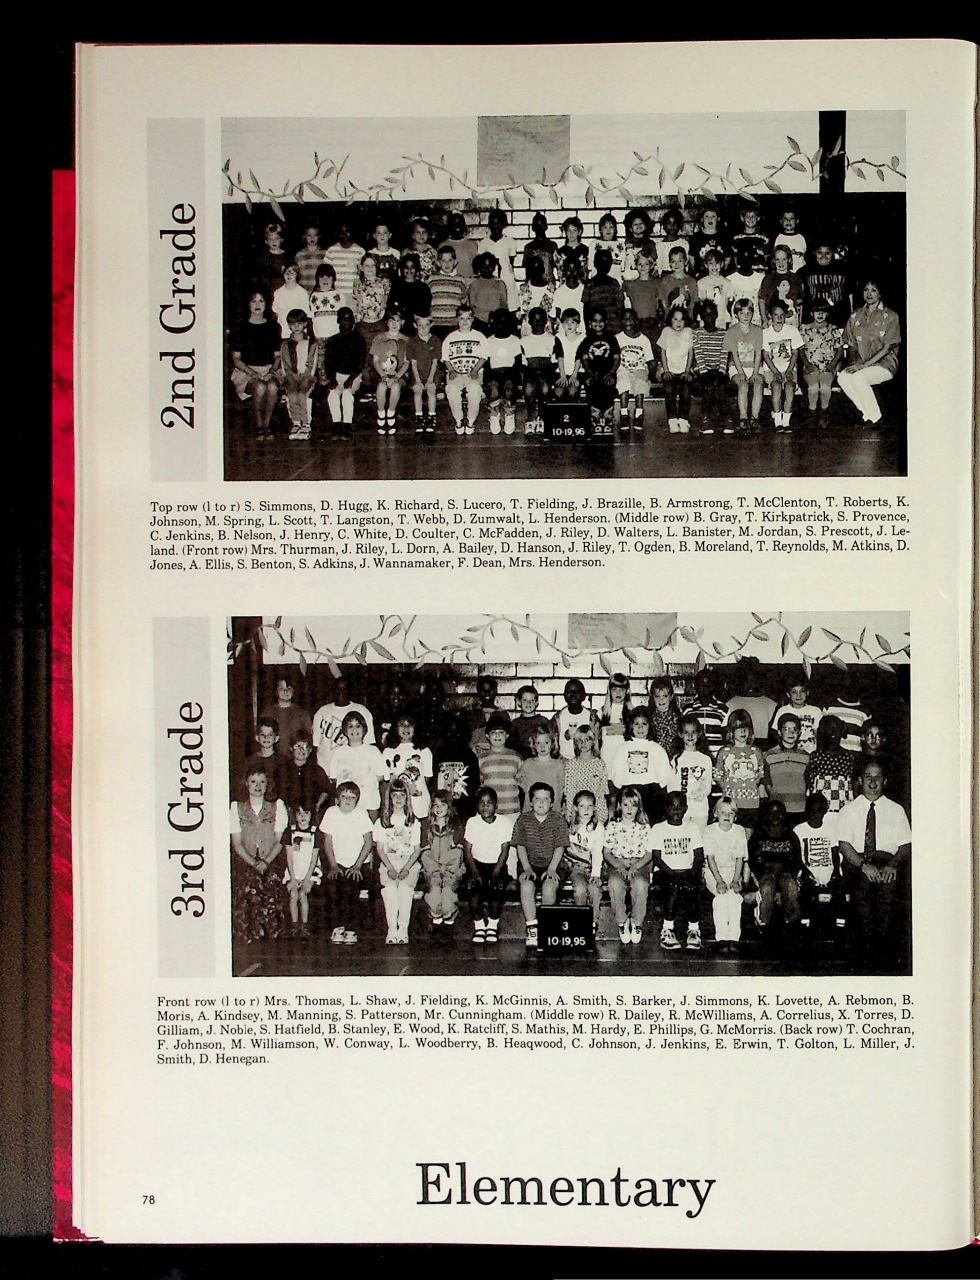 2nd Grade
2
10-19,95
Top row (l to r) S. Simmons, D. Hugg, K. Richard, S. Lucero, T. Fielding, J. Brazille, B. Armstrong, T. McClenton, T. Roberts, K.
Johnson, M. Spring, L. Scott, T. Langston, T. Webb, D. Zumwalt, L. Henderson. (Middle row) B. Gray, T. Kirkpatrick, S. Provence,
C. Jenkins, B. Nelson, J. Henry, C. White, D. Coulter, C. McFadden, J. Riley, D. Walters, L. Banister, M. Jordan, S. Prescott, J. Le-
land. (Front row) Mrs. Thurman, J. Riley, L. Dorn, A. Bailey, D. Hanson, J. Riley, T. Ogden, B. Moreland, T. Reynolds, M. Atkins, D.
Jones, A. Ellis, S. Benton, S. Adkins, J. Wannamaker, F. Dean, Mrs. Henderson.
3rd Grade
3
10-19,95
Front row (l to r) Mrs. Thomas, L. Shaw, J. Fielding, K. McGinnis, A. Smith, S. Barker, J. Simmons, K. Lovette, A. Rebmon, B.
Moris, A. Kindsey, M. Manning, S. Patterson, Mr. Cunningham. (Middle row) R. Dailey, R. McWilliams, A. Correlius, X. Torres, D.
Gilliam, J. Noble, S. Hatfield, B. Stanley, E. Wood, K. Ratcliff, S. Mathis, M. Hardy, E. Phillips, G. McMorris. (Back row) T. Cochran,
F. Johnson, M. Williamson, W. Conway, L. Woodberry, B. Heaqwood, C. Johnson, J. Jenkins, E. Erwin, T. Golton, L. Miller, J.
Smith, D. Henegan.
Elementary
78